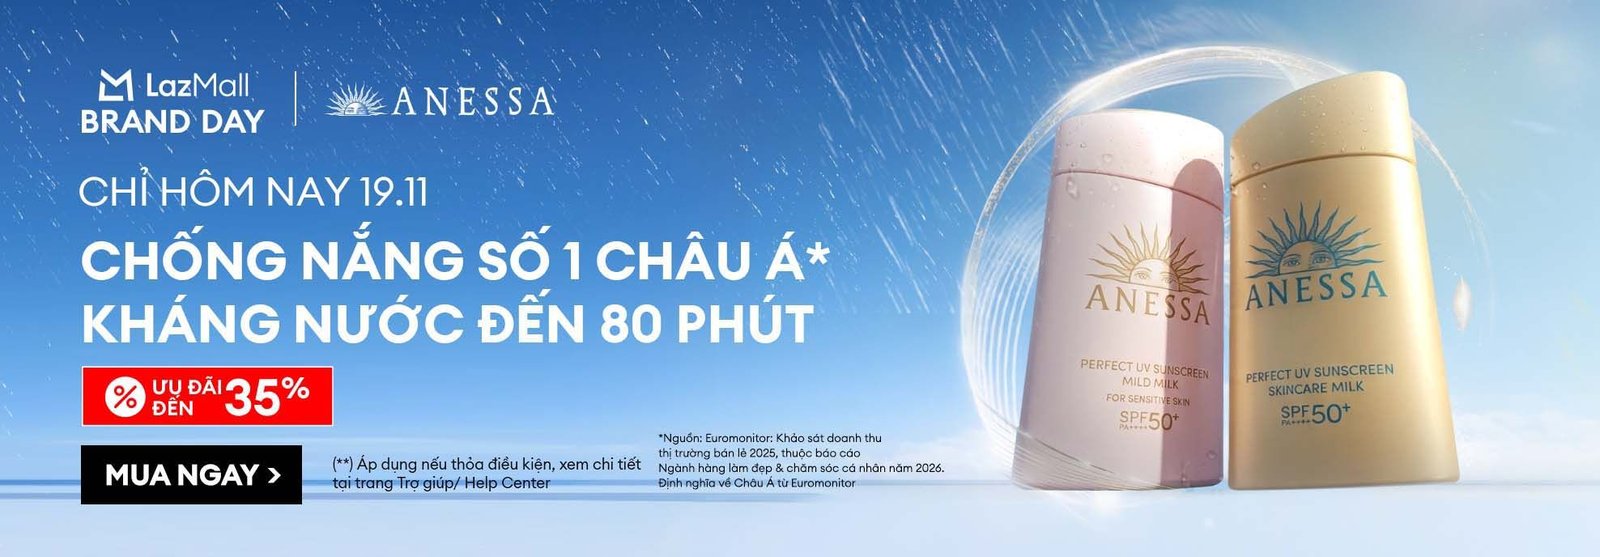 LazMall
BRAND DAY
ANESSA
CHỈ HÔM NAY 19.11
CHỐNG NẮNG SỐ 1 CHÂU Á*
KHÁNG NƯỚC ĐẾN 80 PHÚT
% ƯU ĐÃI
ĐẾN
35%
MUA NGAY >
(**) Áp dụng nếu thỏa điều kiện, xem chi tiết
tại trang Trợ giúp/ Help Center
*Nguồn: Euromonitor: Khảo sát doanh thu
thị trường bán lẻ 2025, thuộc báo cáo
Ngành hàng làm đẹp & chăm sóc cá nhân năm 2026.
Định nghĩa về Châu Á từ Euromonitor
ANESSA
PERFECT UV SUNSCREEN
MILD MILK
FOR SENSITIVE SKIN
SPF50+
PA++++
ANESSA
PERFECT UV SUNSCREEN
SKINCARE MILK
SPF50+
PA++++